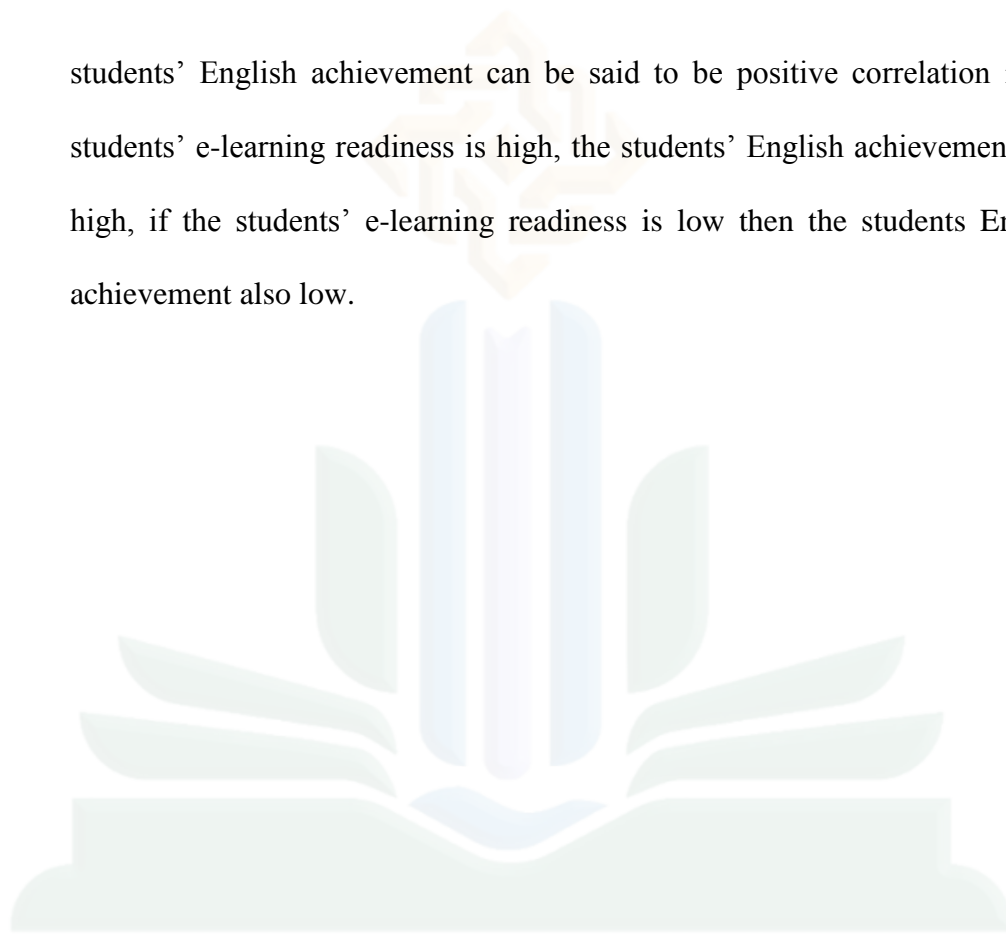 students’ English achievement can be said to be positive correlation
students’ e-learning readiness is high, the students’ English achievemen
high, if the students’ e-learning readiness is low then the students En
achievement also low.